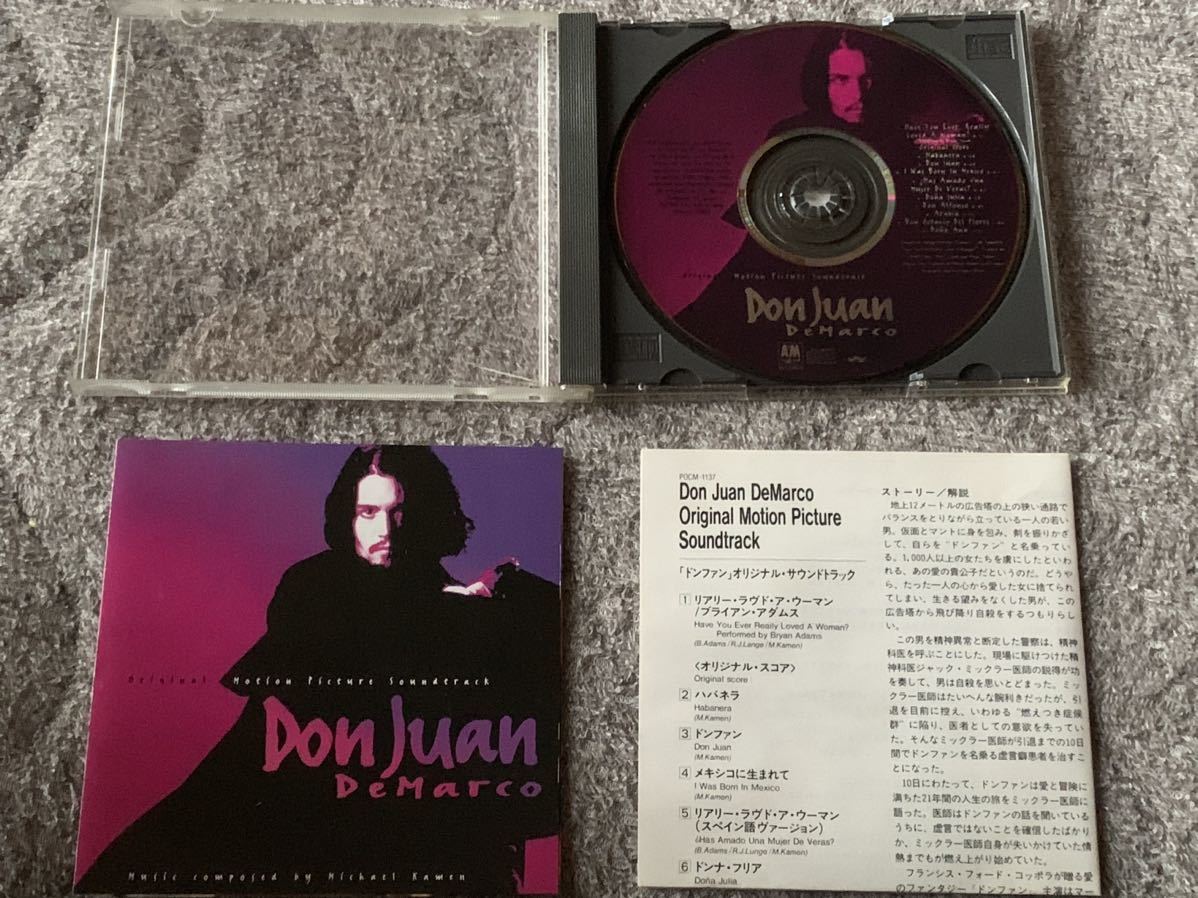 Have You Ever Really
Loved A Woman?
Original Score
Habanera
Don Juan
I Was Born In Mexico
¿Has Amado Una
Mujer De Veras?
Doña Julia
Don Alfonso
Arabia
Don Octavio Del Flores
Doña Ana
Original Motion Picture Soundtrack
Don Juan
DeMarco
A&M
Original Motion Picture Soundtrack
Don Juan
DeMarco
Music composed by Michael Kamen
POCM-1137
Don Juan DeMarco
Original Motion Picture
Soundtrack
「ドンファン」オリジナル・サウンドトラック
1 リアリー・ラヴド・ア・ウーマン
/ブライアン・アダムス
Have You Ever Really Loved A Woman?
Performed by Bryan Adams
(B.Adams/R.J.Lange/M.Kamen)
〈オリジナル・スコア〉
Original score
2 ハバネラ
Habanera
(M.Kamen)
3 ドンファン
Don Juan
(M.Kamen)
4 メキシコに生まれて
I Was Born In Mexico
(M.Kamen)
5 リアリー・ラヴド・ア・ウーマン
(スペイン語ヴァージョン)
¿Has Amado Una Mujer De Veras?
(B.Adams/R.J.Lunge/M.Kamen)
6 ドンナ・フリア
Doña Julia
ストーリー/解説
地上12メートルの広告塔の上の狭い通路で
バランスをとりながら立っている一人の若い
男。仮面とマントに身を包み、剣を振りかざ
して、自らを“ドンファン”と名乗ってい
る。1,000人以上の女たちを虜にしたといわ
れる、あの愛の貴公子だというのだ。どうや
ら、たった一人の心から愛した女に捨てられ
てしまい、生きる望みをなくした男が、この
広告塔から飛び降り自殺をするつもりらし
い。
この男を精神異常と断定した警察は、精神
科医を呼ぶことにした。現場に駆けつけた精
神科医ジャック・ミックラー医師の説得が功
を奏して、男は自殺を思いとどまった。ミッ
クラー医師はたいへんな腕利きだったが、引
退を目前に控え、いわゆる“燃えつき症候
群”に陥り、医者としての意欲を失ってい
た。そんなミックラー医師が引退までの10日
間でドンファンを名乗る虚言癖患者を治すこ
とになった。
10日にわたって、ドンファンは愛と冒険に
満ちた21年間の人生の旅をミックラー医師に
語った。医師はドンファンの話を聞いている
うちに、虚言ではないことを確信したばかり
か、ミックラー医師自身が失いかけていた情
熱までもが燃え上がり始めていた。
フランシス・フォード・コッポラが贈る愛
のファンタジー『ドンファン』。主演はマー